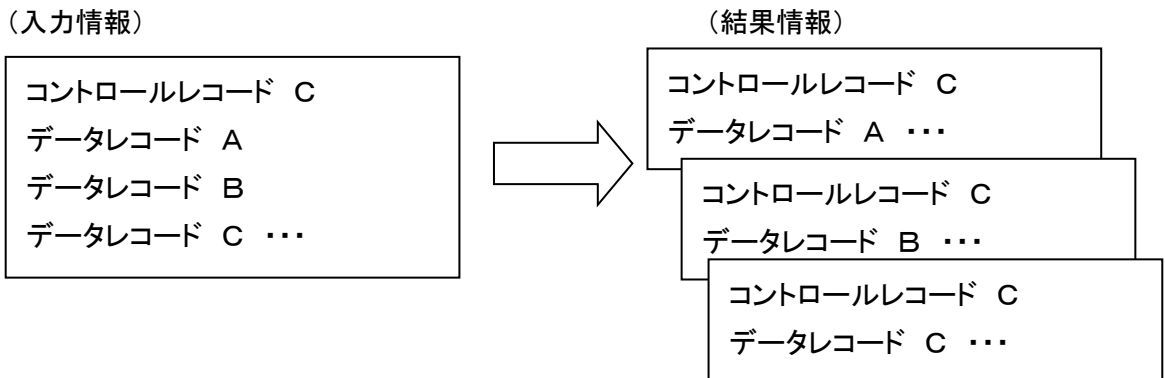 （入力情報）
コントロールレコード　Ｃ
データレコード　Ａ
データレコード　Ｂ
データレコード　Ｃ　･･･
（結果情報）
コントロールレコード　Ｃ
データレコード　Ａ　･･･
コントロールレコード　Ｃ
データレコード　Ｂ　･･･
コントロールレコード　Ｃ
データレコード　Ｃ　･･･